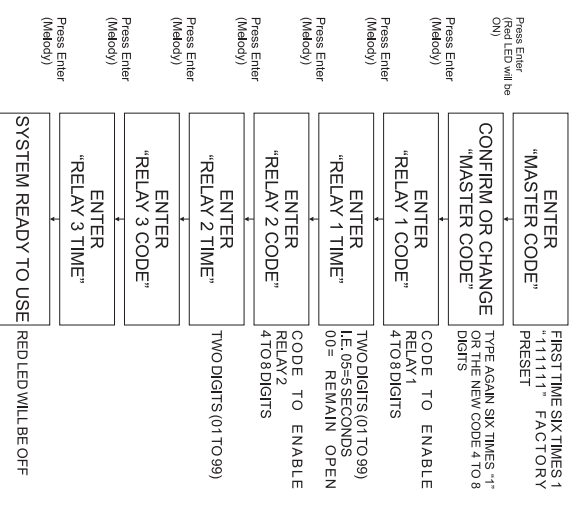 Press Enter
(Red LED will be
ON)
ENTER
"MASTER CODE"
FIRST TIME SIX TIMES 1
"111111" FACTORY
PRESET
Press Enter
(Melody)
CONFIRM OR CHANGE
"MASTER CODE"
TYPE AGAIN SIX TIMES "1"
OR THE NEW CODE 4 TO 8
DIGITS
Press Enter
(Melody)
ENTER
"RELAY 1 CODE"
CODE TO ENABLE
RELAY 1
4 TO 8 DIGITS
Press Enter
(Melody)
ENTER
"RELAY 1 TIME"
TWO DIGITS (01 TO 99)
I.E. 05=5 SECONDS
00= REMAIN OPEN
Press Enter
(Melody)
ENTER
"RELAY 2 CODE"
CODE TO ENABLE
RELAY 2
4 TO 8 DIGITS
Press Enter
(Melody)
ENTER
"RELAY 2 TIME"
TWO DIGITS (01 TO 99)
Press Enter
(Melody)
ENTER
"RELAY 3 CODE"
Press Enter
(Melody)
ENTER
"RELAY 3 TIME"
Press Enter
(Melody)
SYSTEM READY TO USE
RED LED WILL BE OFF